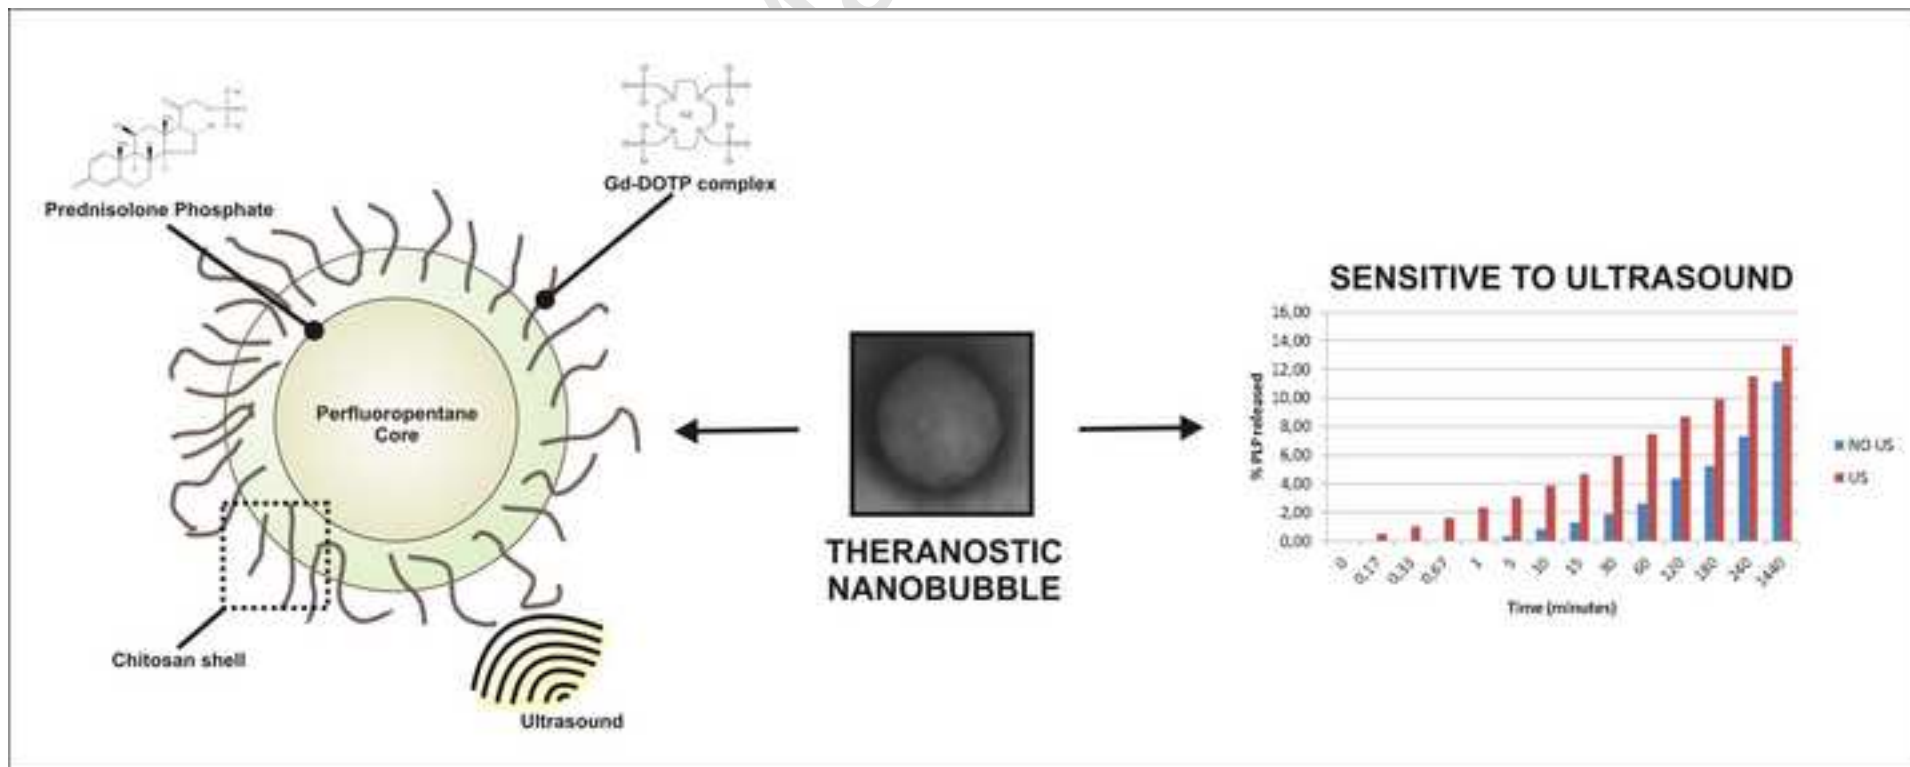 Prednisolone Phosphate
Gd-DOTP complex
Perfluoropentane
Core
Chitosan shell
Ultrasound
THERANOSTIC
NANOBUBBLE
SENSITIVE TO ULTRASOUND
% PLP released
16,00
14,00
12,00
10,00
8,00
6,00
4,00
2,00
0,00
0
0,17
0,33
0,67
1
5
10
15
30
60
120
180
240
1440
Time (minutes)
NO US
US